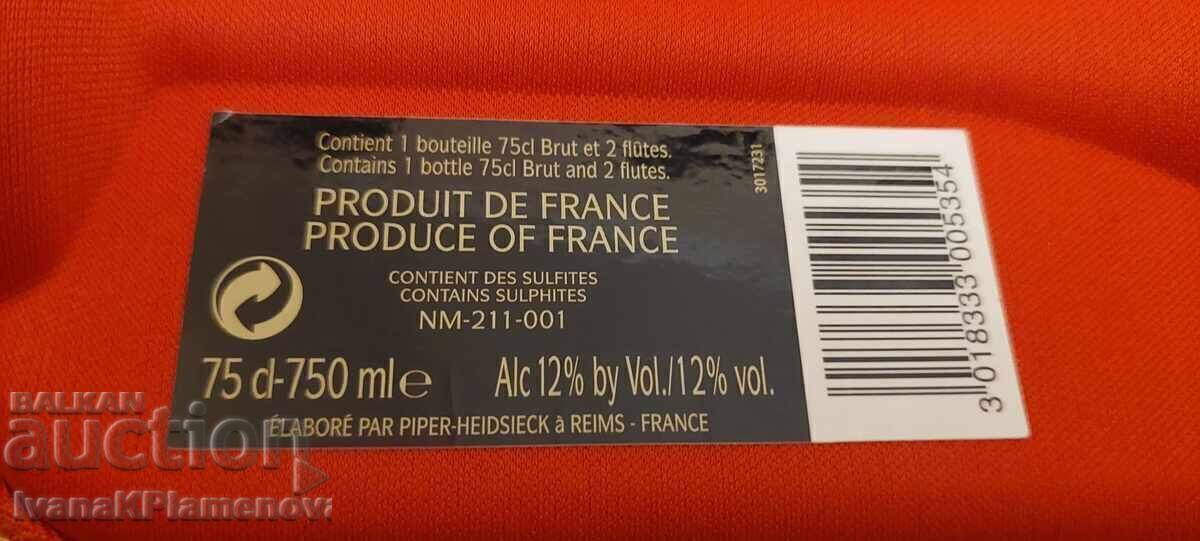 Contient 1 bouteille 75cl Brut et 2 flûtes.
Contains 1 bottle 75cl Brut and 2 flutes.
PRODUIT DE FRANCE
PRODUCE OF FRANCE
CONTIENT DES SULFITES
CONTAINS SULPHITES
NM-211-001
75 cl-750 ml e
Alc 12% by Vol./12% vol.
ÉLABORÉ PAR PIPER-HEIDSIECK à REIMS - FRANCE
3017231
3 018333 005354
BALKAN
auction
IvanaKPlamenova